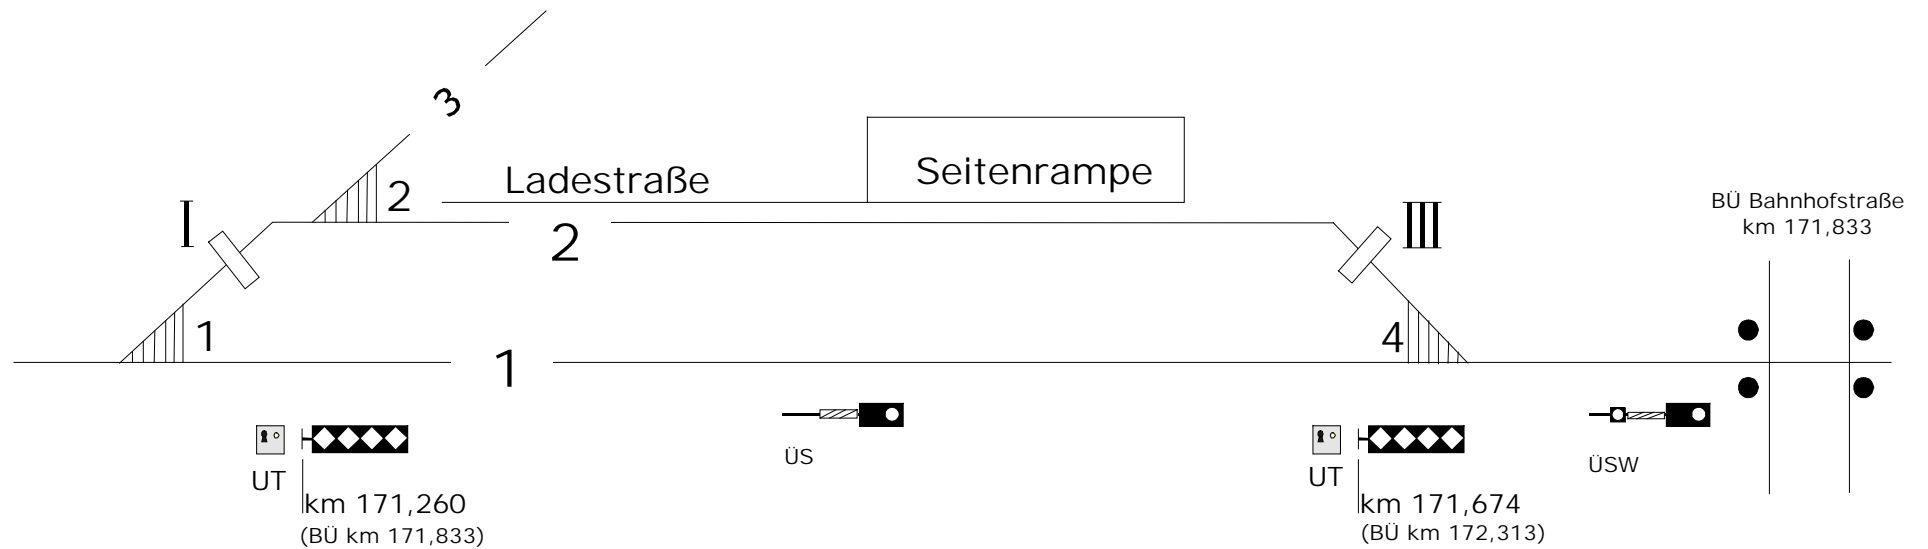 3
Ladestraße
Seitenrampe
2
I
III
BÜ Bahnhofstraße
km 171,833
2
1
4
1
ÜS
ÜSW
UT
UT
km 171,260
(BÜ km 171,833)
km 171,674
(BÜ km 172,313)